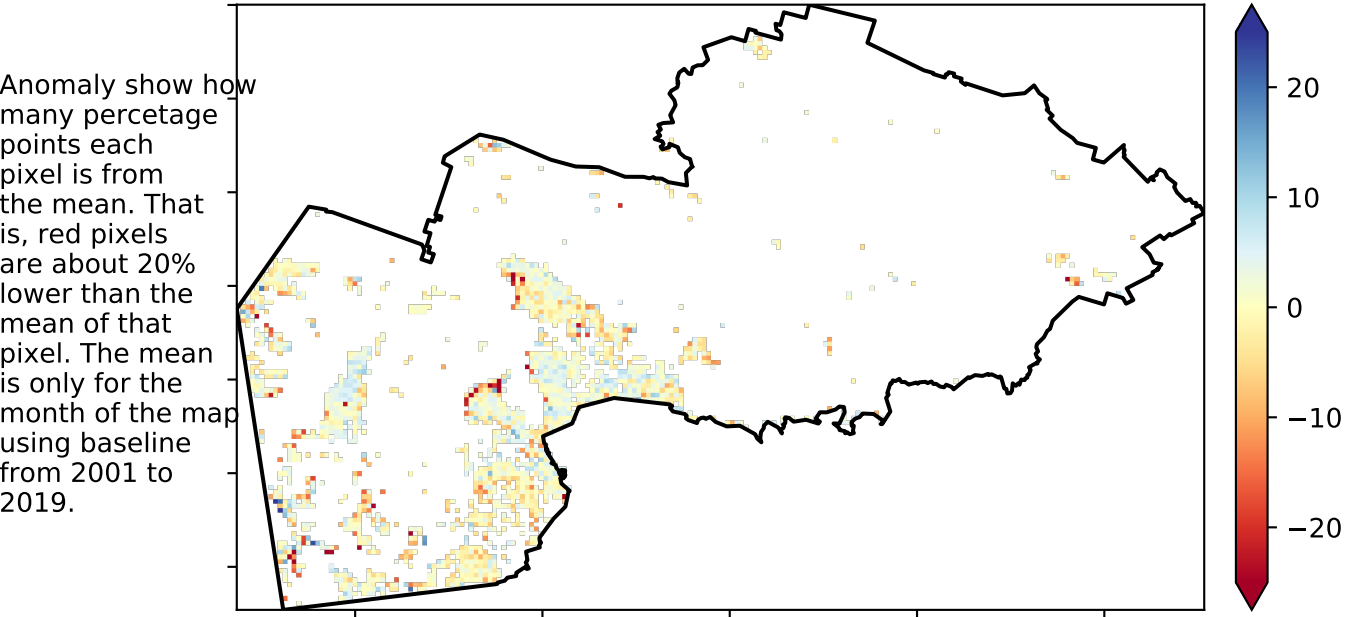 Anomaly show how
many percetage
points each
pixel is from
the mean. That
is, red pixels
are about 20%
lower than the
mean of that
pixel. The mean
is only for the
month of the map
using baseline
from 2001 to
2019.
20
10
0
−10
−20